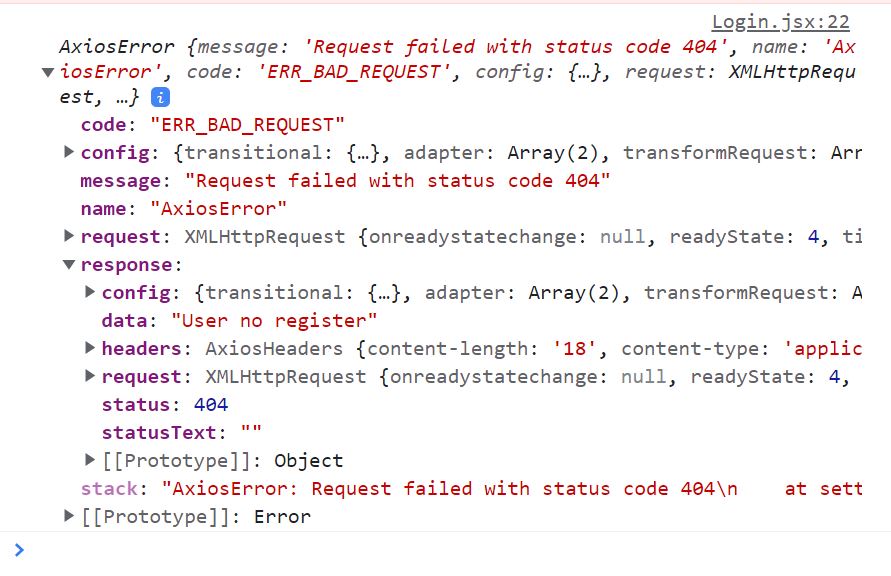 Login.jsx:22
AxiosError {message: 'Request failed with status code 404', name: 'Ax
iosError', code: 'ERR_BAD_REQUEST', config: {…}, request: XMLHttpRequ
est, …} i
code: "ERR_BAD_REQUEST"
config: {transitional: {…}, adapter: Array(2), transformRequest: Arr
message: "Request failed with status code 404"
name: "AxiosError"
request: XMLHttpRequest {onreadystatechange: null, readyState: 4, ti
response:
config: {transitional: {…}, adapter: Array(2), transformRequest: A
data: "User no register"
headers: AxiosHeaders {content-length: '18', content-type: 'applic
request: XMLHttpRequest {onreadystatechange: null, readyState: 4,
status: 404
statusText: ""
[[Prototype]]: Object
stack: "AxiosError: Request failed with status code 404\n    at sett
[[Prototype]]: Error